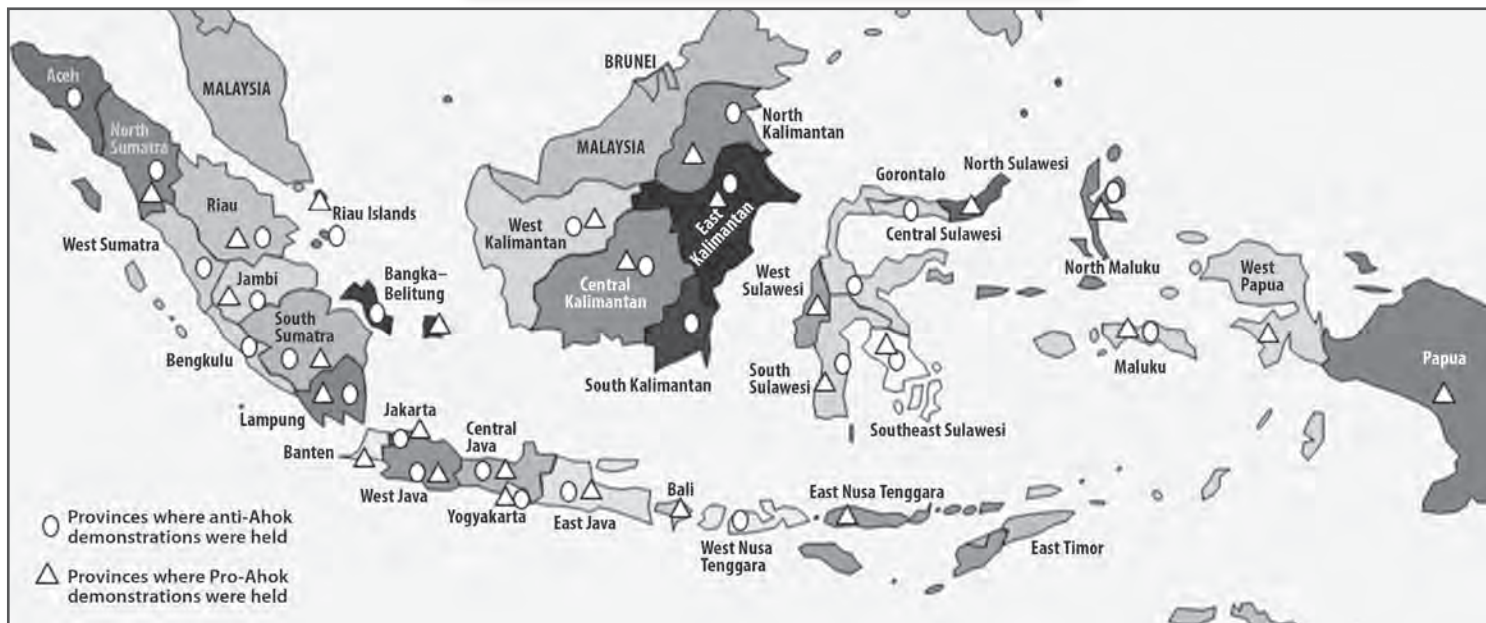 Aceh
MALAYSIA
North
Sumatra
Riau
Riau Islands
West Sumatra
Jambi
Bangka–
Belitung
South
Sumatra
Bengkulu
Lampung
BRUNEI
MALAYSIA
North
Kalimantan
West
Kalimantan
East
Kalimantan
Central
Kalimantan
South Kalimantan
Gorontalo
North Sulawesi
Central Sulawesi
West
Sulawesi
South
Sulawesi
Southeast Sulawesi
North Maluku
Maluku
West
Papua
Papua
Jakarta
Banten
West Java
Central
Java
Yogyakarta
East Java
Bali
West Nusa
Tenggara
East Nusa Tenggara
East Timor
Provinces where anti-Ahok
demonstrations were held
Provinces where Pro-Ahok
demonstrations were held